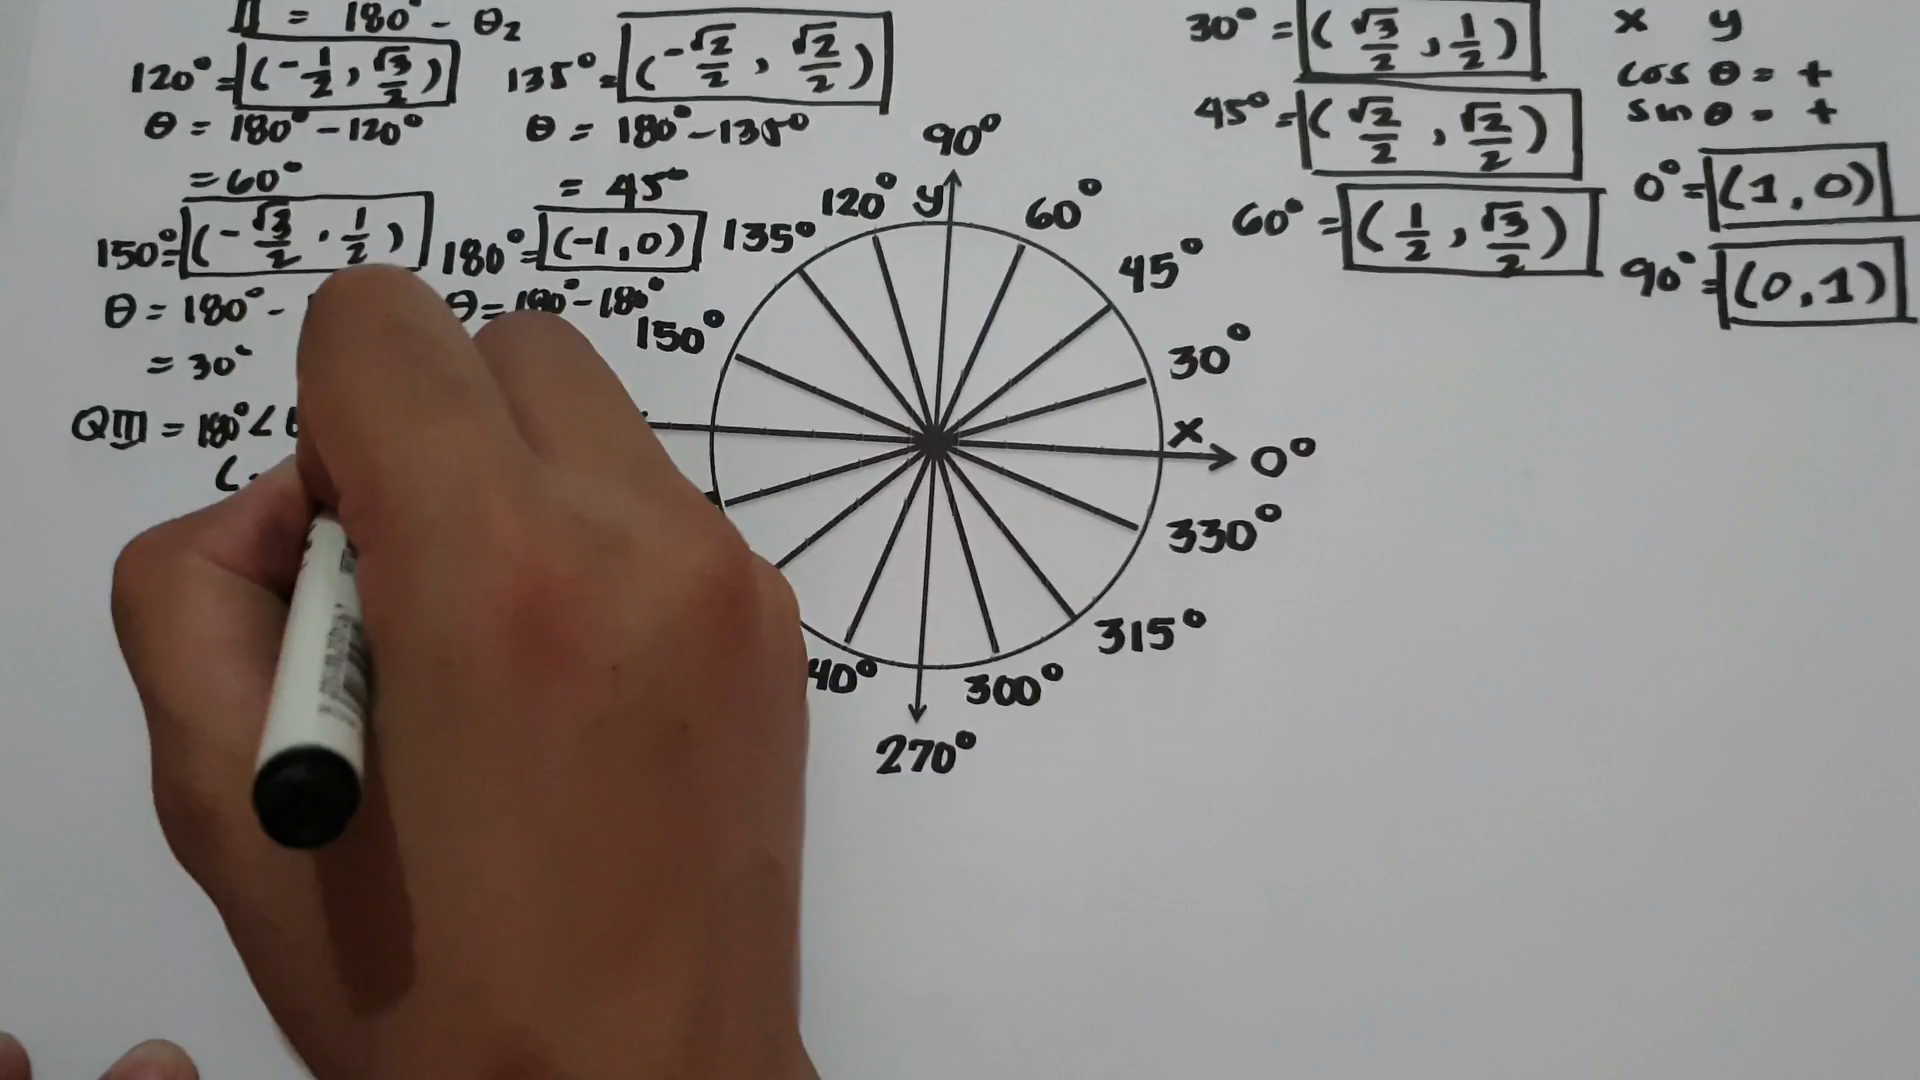 II = 180° - θ₂
120° = (-1/2, √3/2)
θ = 180° - 120°
= 60°
135° = (-√2/2, √2/2)
θ = 180° - 135°
= 45°
150° = (-√3/2, 1/2)
θ = 180° -
= 30°
180° = (-1, 0)
θ = 180° - 180°
QIII = 180° <
(-
90°
y
120°
135°
150°
60°
45°
30°
x
0°
330°
315°
300°
270°
40°
30° = (√3/2, 1/2)
45° = (√2/2, √2/2)
60° = (1/2, √3/2)
x y
cos θ = +
sin θ = +
0° = (1, 0)
90° = (0, 1)